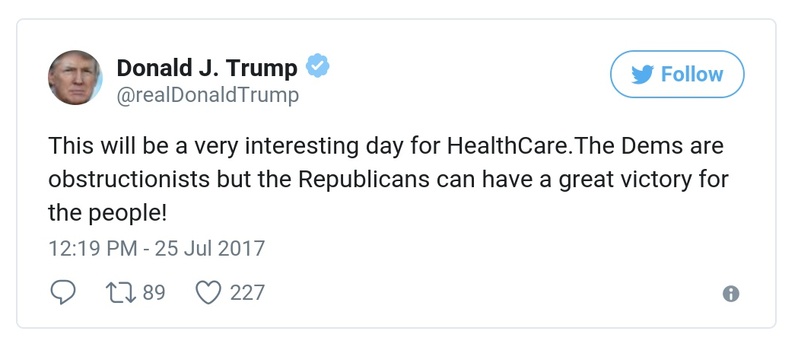 Donald J. Trump
Follow
@realDonaldTrump
This will be a very interesting day for HealthCare.The Dems are
obstructionists but the Republicans can have a great victory for
the people!
12:19 PM - 25 Jul 2017
89 227